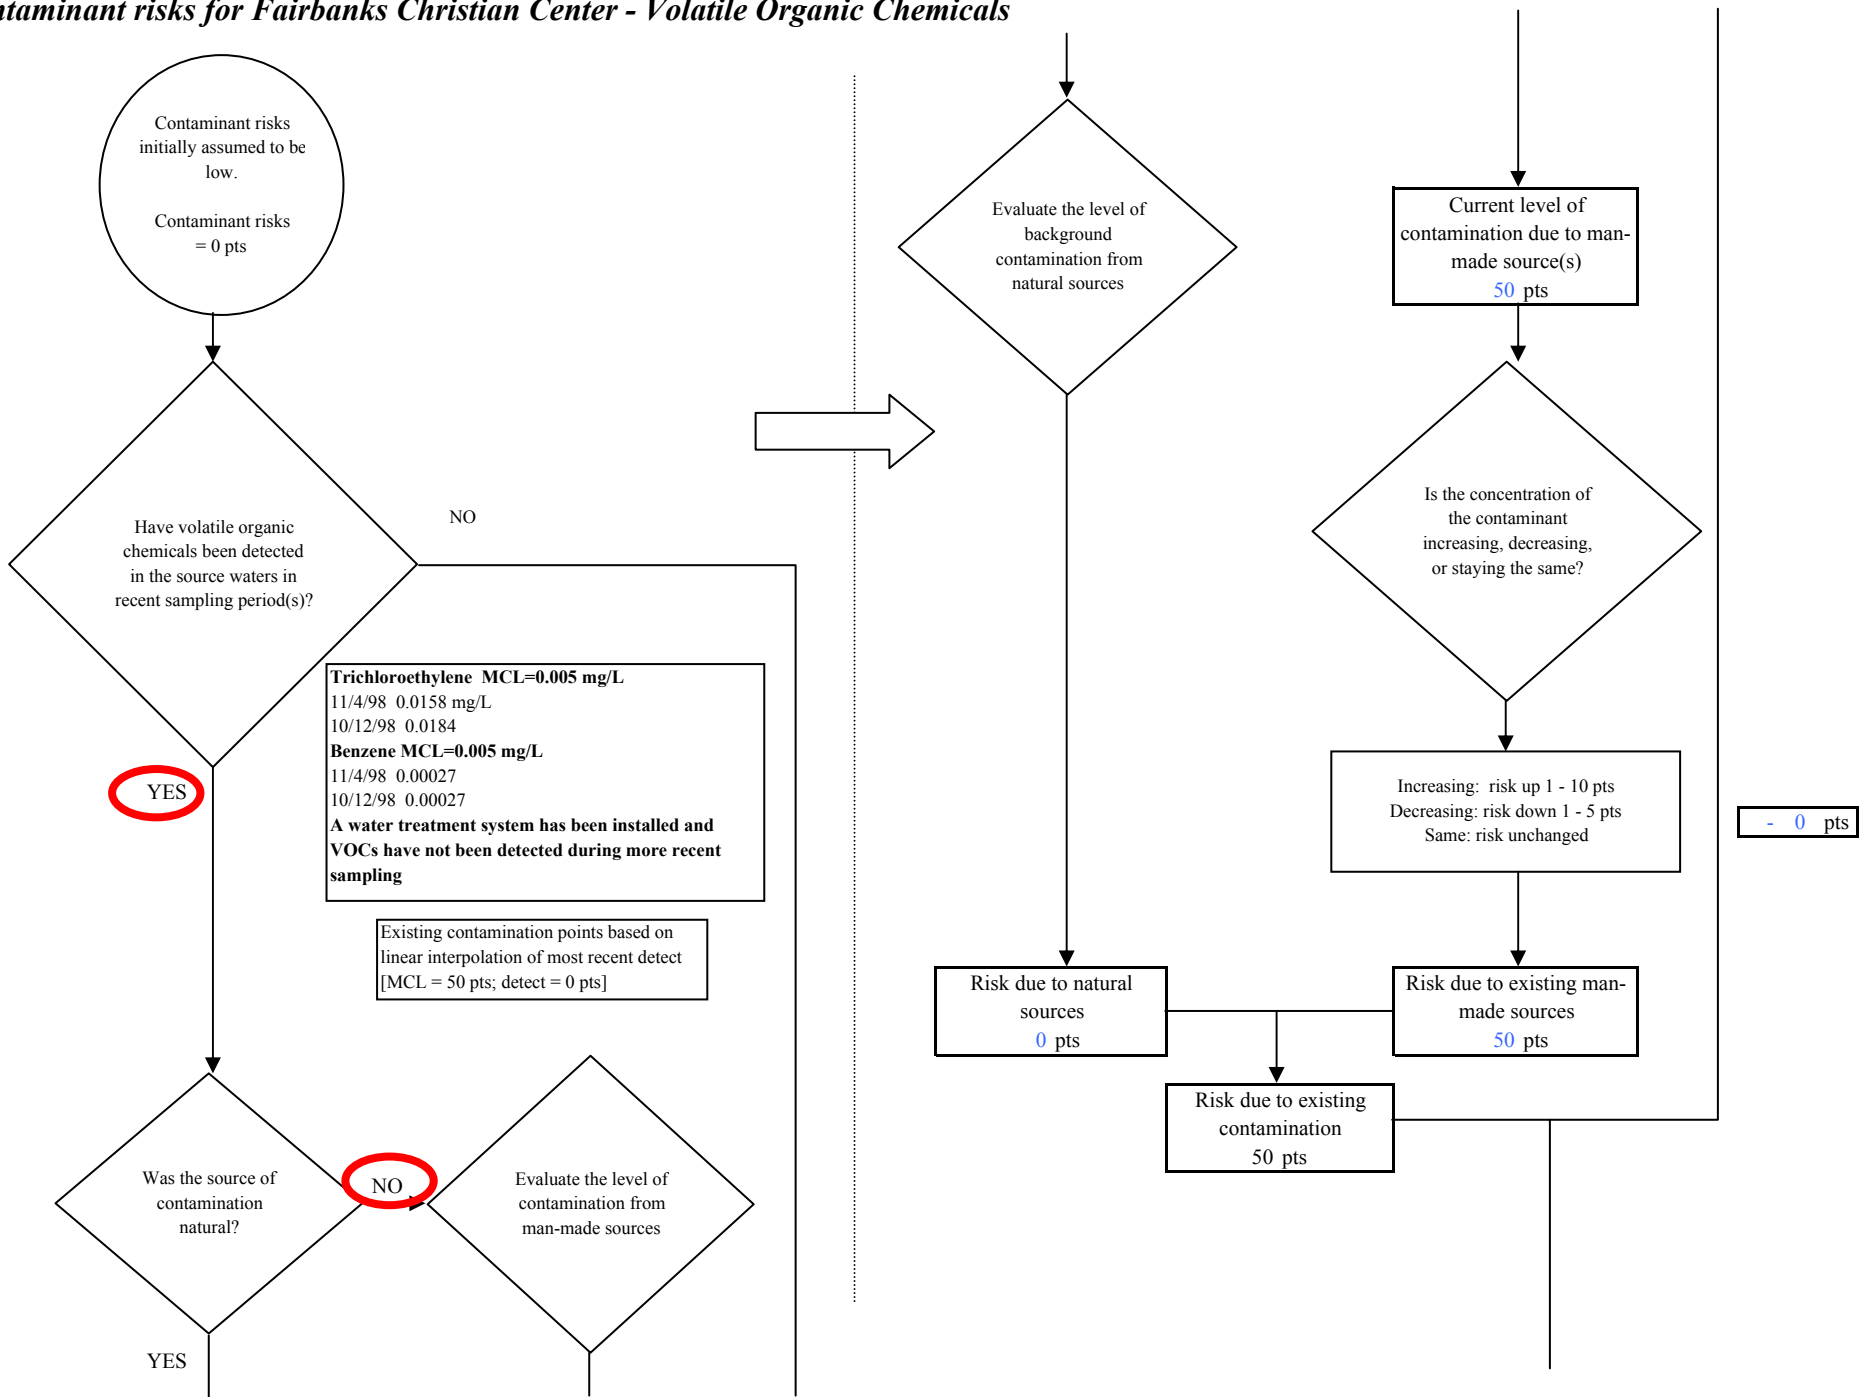 ntaminant risks for Fairbanks Christian Center - Volatile Organic Chemicals
Contaminant risks
initially assumed to be
low.
Contaminant risks
= 0 pts
Have volatile organic
chemicals been detected
in the source waters in
recent sampling period(s)?
NO
YES
Trichloroethylene MCL=0.005 mg/L
11/4/98 0.0158 mg/L
10/12/98 0.0184
Benzene MCL=0.005 mg/L
11/4/98 0.00027
10/12/98 0.00027
A water treatment system has been installed and
VOCs have not been detected during more recent
sampling
Existing contamination points based on
linear interpolation of most recent detect
[MCL = 50 pts; detect = 0 pts]
Was the source of
contamination
natural?
NO
YES
Evaluate the level of
contamination from
man-made sources
Evaluate the level of
background
contamination from
natural sources
Current level of
contamination due to man-
made source(s)
50 pts
Is the concentration of
the contaminant
increasing, decreasing,
or staying the same?
Increasing: risk up 1 - 10 pts
Decreasing: risk down 1 - 5 pts
Same: risk unchanged
- 0 pts
Risk due to natural
sources
0 pts
Risk due to existing man-
made sources
50 pts
Risk due to existing
contamination
50 pts